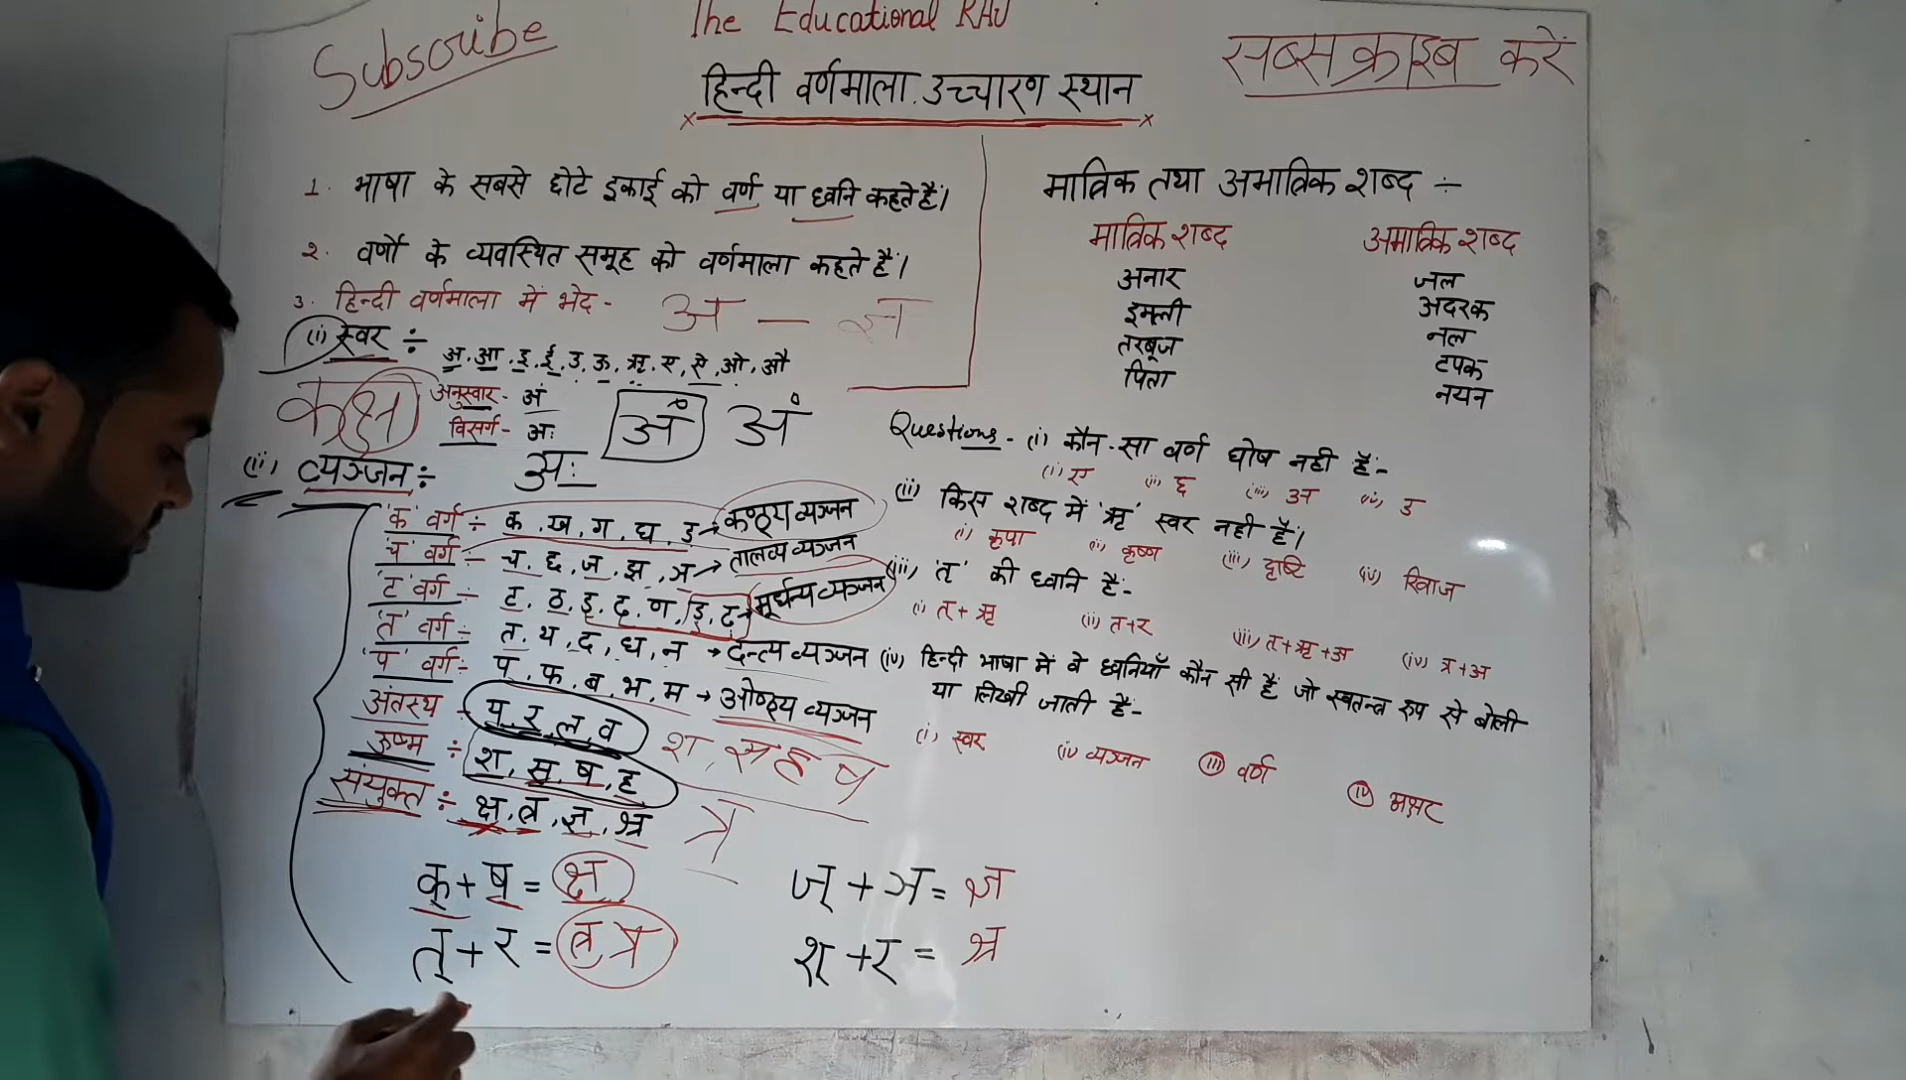 Subscribe
The Educational RAJ
सब्सक्राइब करें
हिन्दी वर्णमाला. उच्चारण स्थान
1. भाषा के सबसे छोटे इकाई को वर्ण या ध्वनि कहते हैं।
२. वर्णों के व्यवस्थित समूह को वर्णमाला कहते हैं।
3. हिन्दी वर्णमाला में भेद-
अ — ज्ञ
(i) स्वर ÷
अ, आ, इ, ई, उ, ऊ, ऋ, ए, ऐ, ओ, औ
क क्ष
अनुस्वार - अं
विसर्ग - अः
अं अं
अः
(ii) व्यञ्जन ÷
'क' वर्ग ÷ क, ख, ग, घ, ङ → कण्ठ्य व्यञ्जन
'च' वर्ग ÷ च, छ, ज, झ, ञ → तालव्य व्यञ्जन
'ट' वर्ग ÷ ट, ठ, ड, ढ, ण, ड़, ढ़ → मूर्धन्य व्यञ्जन
'त' वर्ग ÷ त, थ, द, ध, न → दन्त्य व्यञ्जन
'प' वर्ग ÷ प, फ, ब, भ, म → ओष्ठ्य व्यञ्जन
अंतस्थ - य, र, ल, व
ऊष्म ÷ श, स, ष, ह
श, स ह ष
संयुक्त ÷ क्ष, त्र, ज्ञ, श्र
त्र
क् + ष = क्ष
त् + र = त्र त्र
ज् + ञ = ज्ञ
श् + र = श्र
मात्रिक तथा अमात्रिक शब्द ÷
मात्रिक शब्द
अनार
इमली
तरबूज
पिता
अमात्रिक शब्द
जल
अदरक
नल
टपक
नयन
Questions - (i) कौन-सा वर्ण घोष नही है:-
(i) ए (ii) छ (iii) अ (iv) उ
(ii) किस शब्द में 'ऋ' स्वर नही है।
(i) कृपा (ii) कृष्ण (iii) दृष्टि (iv) रिवाज
(iii) 'तृ' की ध्वनि है:-
(i) त् + ऋ (ii) त + र (iii) त + ऋ + अ (iv) त्र + अ
(iv) हिन्दी भाषा में वे ध्वनियाँ कौन सी हैं जो स्वतन्त्र रुप से बोली
या लिखी जाती हैं-
(i) स्वर (ii) व्यञ्जन (iii) वर्ण (iv) अक्षर